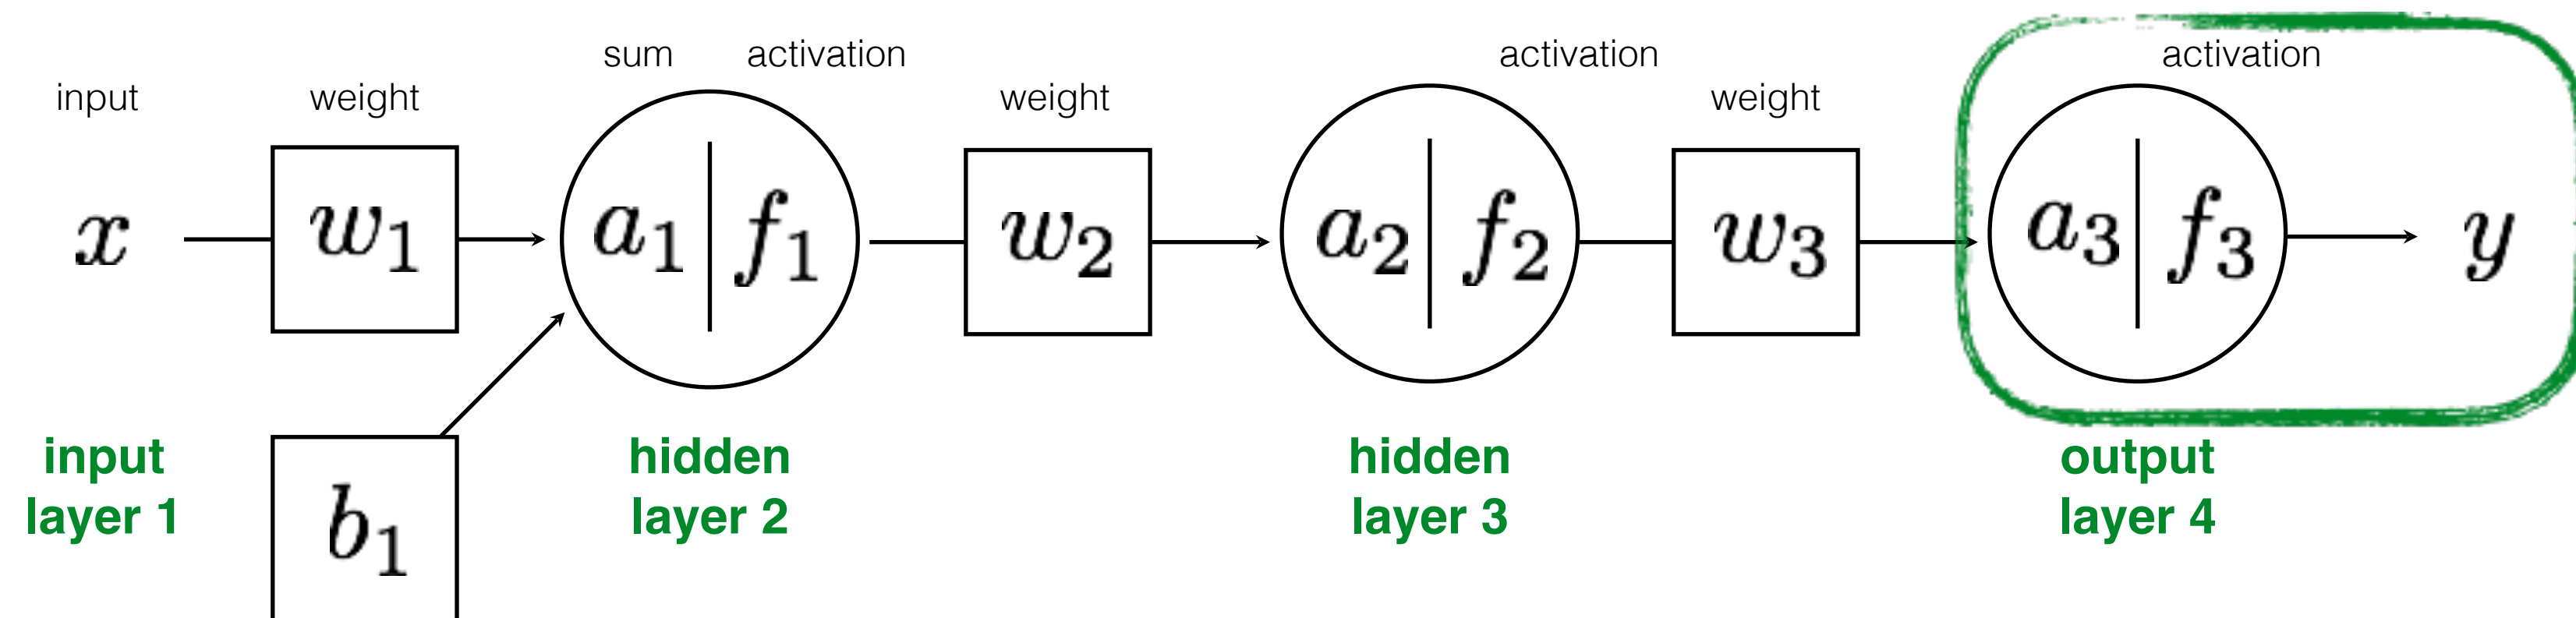 sum activation activation activation
input weight weight weight
x w₁ a₁ | f₁ w₂ a₂ | f₂ w₃ a₃ | f₃ y
input hidden hidden output
layer 1 layer 2 layer 3 layer 4
b₁